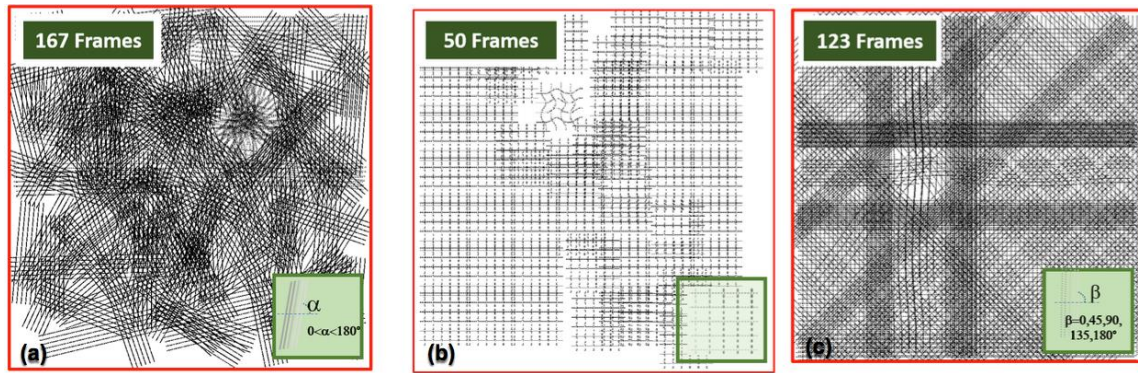 167 Frames
α
0<α<180°
(a)
50 Frames
(b)
123 Frames
β
β=0,45,90,
135,180°
(c)